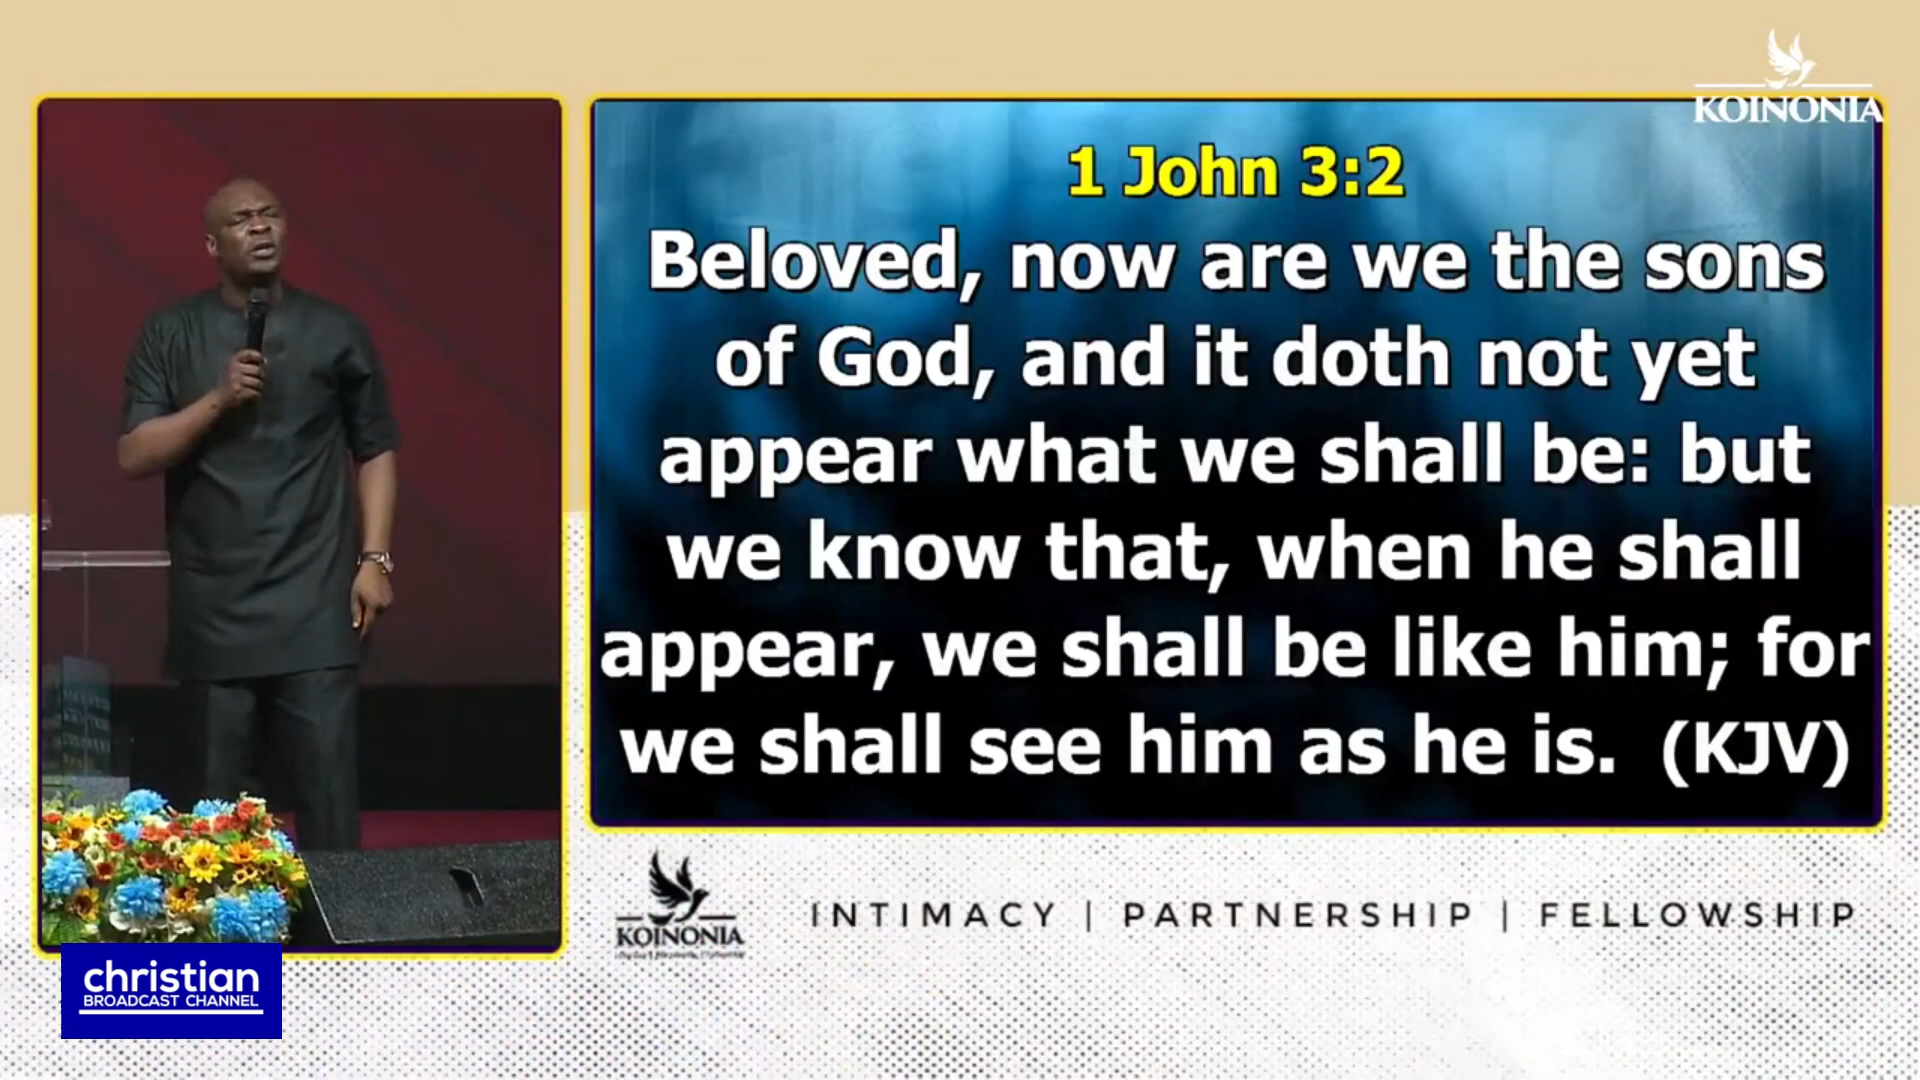 KOINONIA
1 John 3:2
Beloved, now are we the sons
of God, and it doth not yet
appear what we shall be: but
we know that, when he shall
appear, we shall be like him; for
we shall see him as he is. (KJV)
KOINONIA
INTIMACY | PARTNERSHIP | FELLOWSHIP
christian
BROADCAST CHANNEL